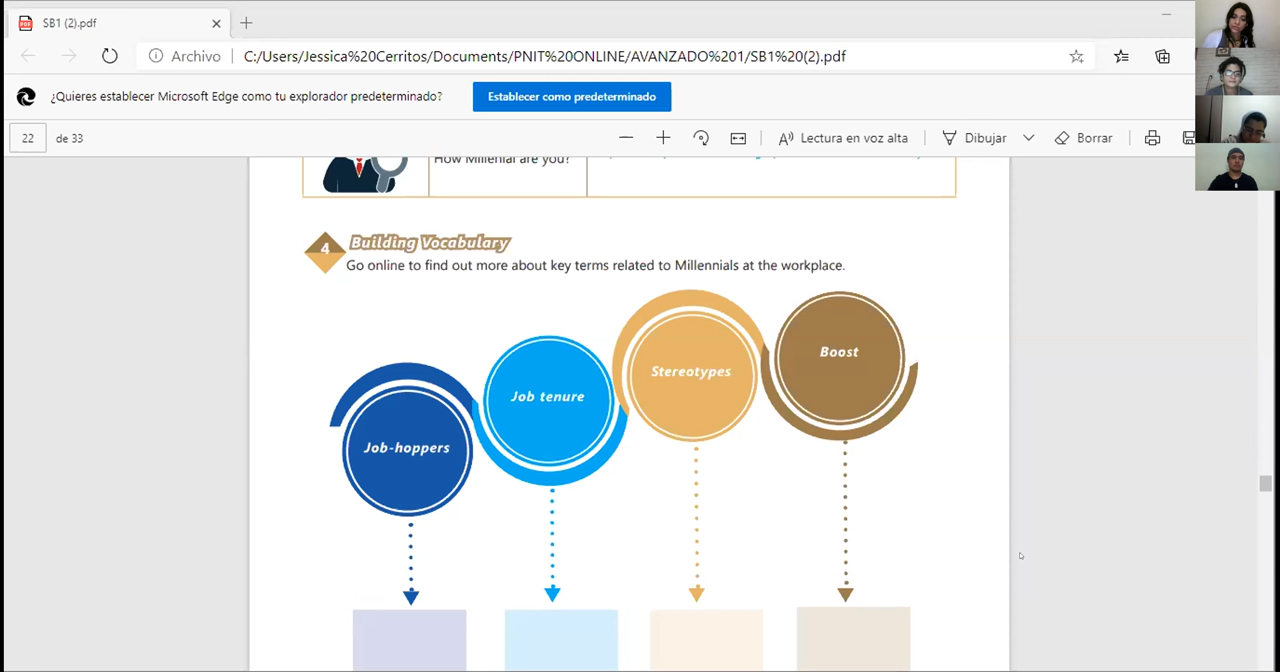 SB1 (2).pdf
Archivo
C:/Users/Jessica%20Cerritos/Documents/PNIT%20ONLINE/AVANZADO%201/SB1%20(2).pdf
¿Quieres establecer Microsoft Edge como tu explorador predeterminado?
Establecer como predeterminado
22
de 33
Lectura en voz alta
Dibujar
Borrar
How Millenial are you?
4
Building Vocabulary
Go online to find out more about key terms related to Millennials at the workplace.
Job-hoppers
Job tenure
Stereotypes
Boost